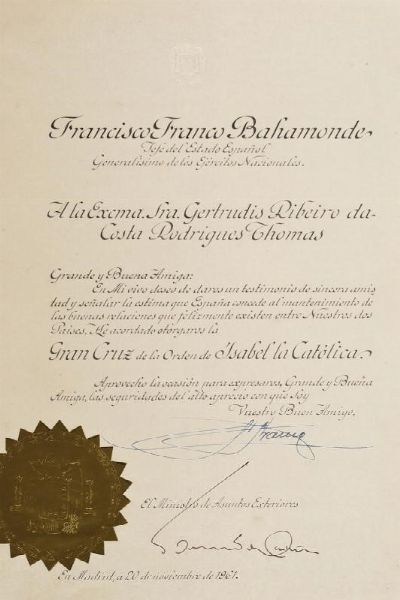 Francisco Franco Bahamonde
Jefe del Estado Español
Generalísimo de los Ejércitos Nacionales.
A la Excma. Sra. Gertrudis Ribeiro da-
Costa Rodrigues Thomas
Grande y Buena Amiga:
En Mi vivo deseo de daros un testimonio de sincera amis
tad y señalar la estima que España concede al mantenimiento de
las buenas relaciones que felizmente existen entre Nuestros dos
Países, He acordado otorgaros la
Gran Cruz de la Orden de Isabel la Católica.
Aprovecho la ocasión para expresaros, Grande y Buena
Amiga, las seguridades del alto aprecio con que Soy
Vuestro Buen Amigo,
El Ministro de Asuntos Exteriores
En Madrid, a 20 de noviembre de 1961.